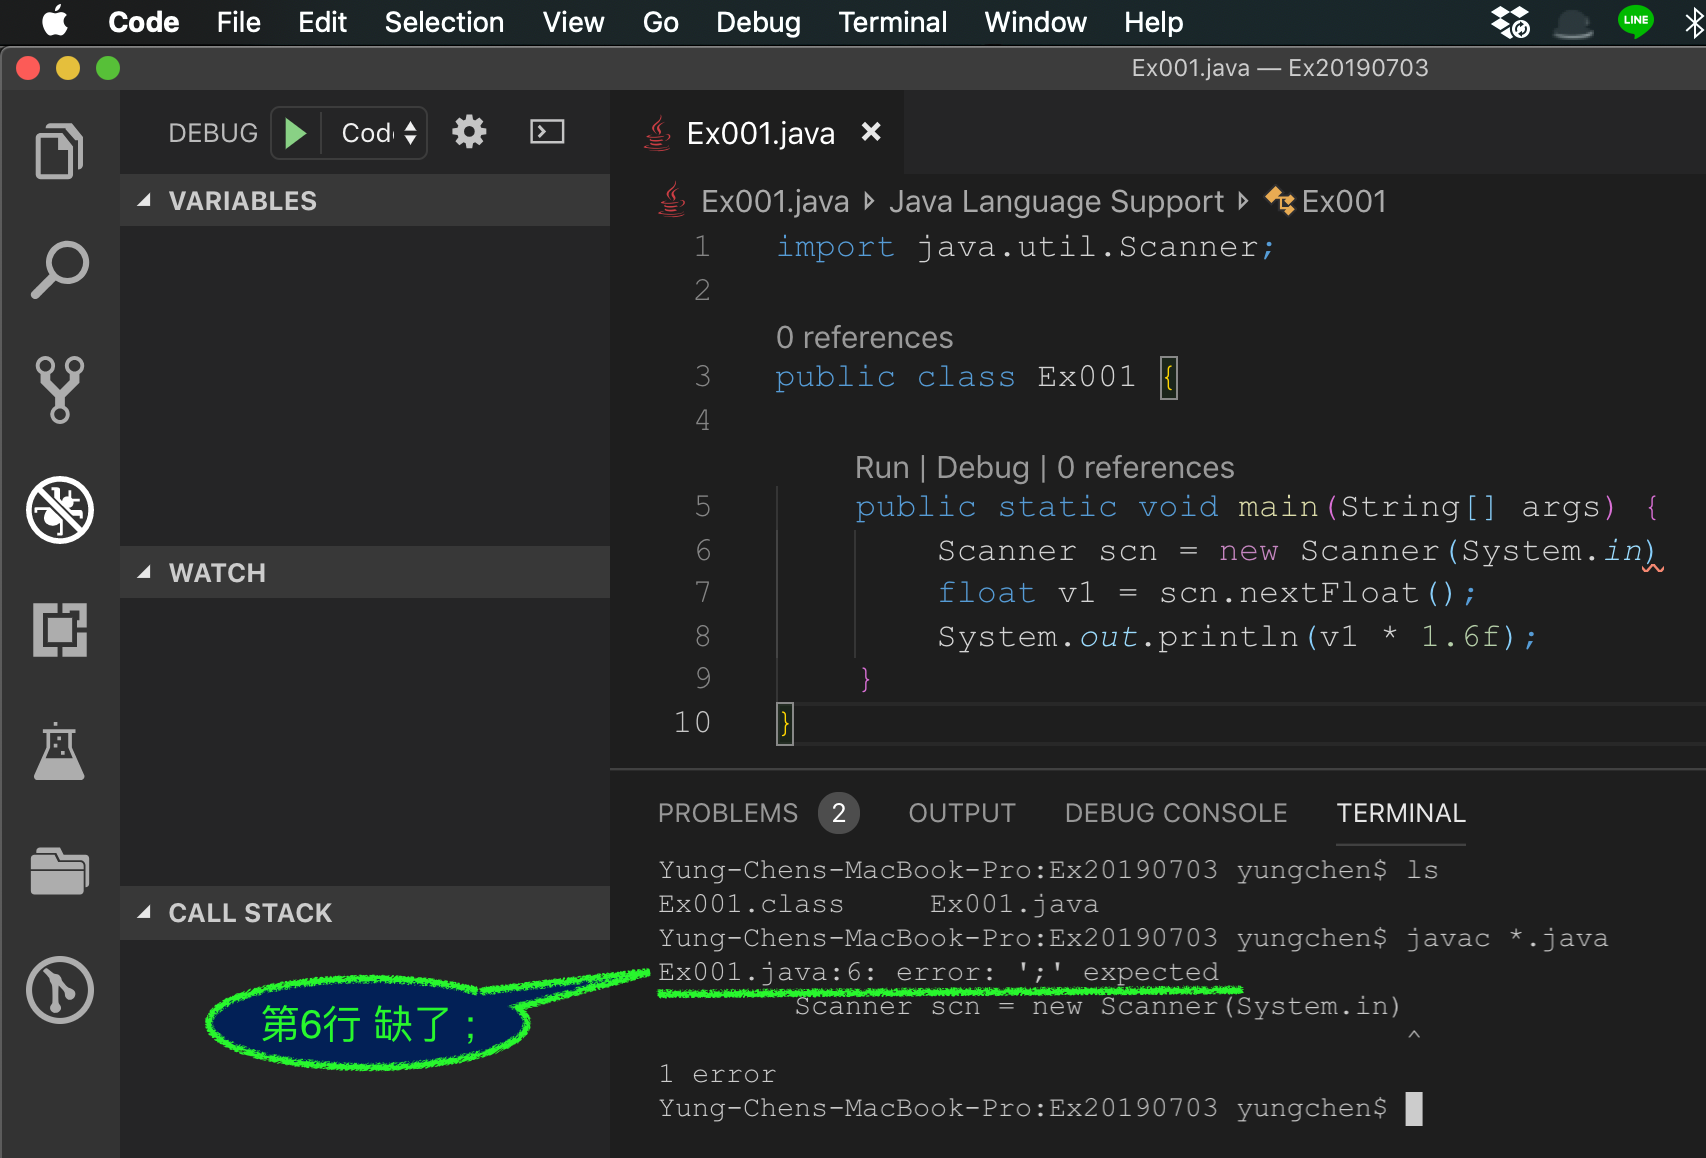 Code File Edit Selection View Go Debug Terminal Window Help LINE
Ex001.java — Ex20190703
DEBUG Cod
VARIABLES
WATCH
CALL STACK
Ex001.java
Ex001.java Java Language Support Ex001
1 import java.util.Scanner;
2
0 references
3 public class Ex001 {
4
Run | Debug | 0 references
5 public static void main(String[] args) {
6 Scanner scn = new Scanner(System.in)
7 float v1 = scn.nextFloat();
8 System.out.println(v1 * 1.6f);
9 }
10 }
PROBLEMS 2 OUTPUT DEBUG CONSOLE TERMINAL
Yung-Chens-MacBook-Pro:Ex20190703 yungchen$ ls
Ex001.class Ex001.java
Yung-Chens-MacBook-Pro:Ex20190703 yungchen$ javac *.java
Ex001.java:6: error: ';' expected
Scanner scn = new Scanner(System.in)
^
1 error
Yung-Chens-MacBook-Pro:Ex20190703 yungchen$
第6行 缺了 ;